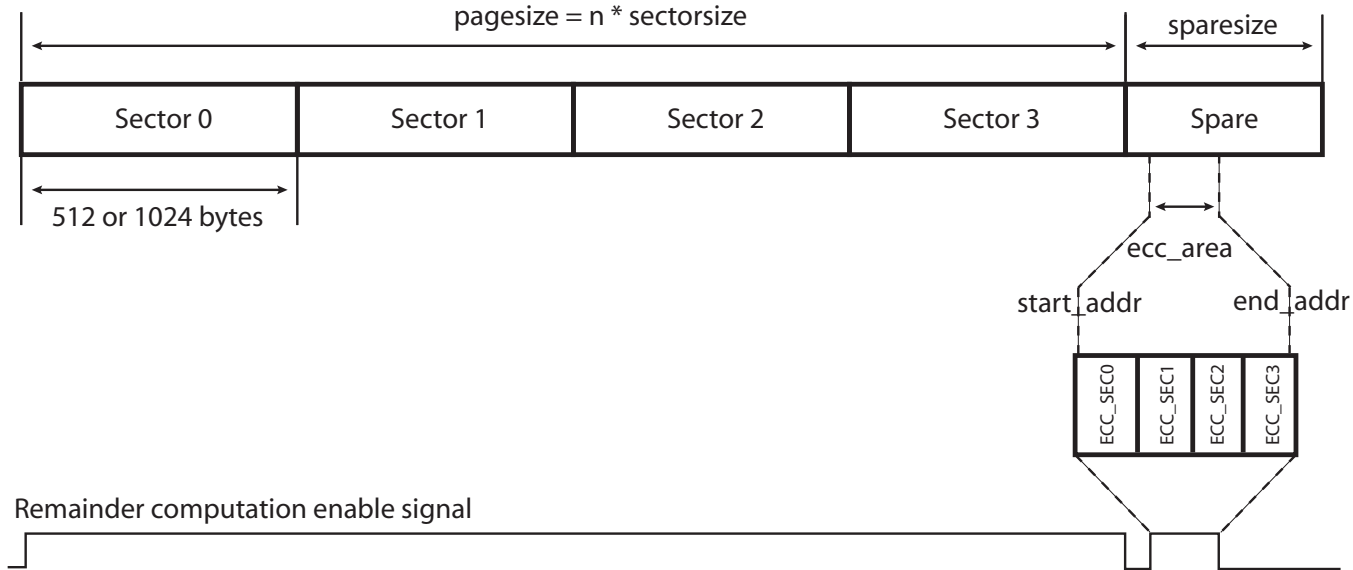 pagesize = n * sectorsize
sparesize
Sector 0
Sector 1
Sector 2
Sector 3
Spare
512 or 1024 bytes
ecc_area
start_addr
end_addr
ECC_SEC0
ECC_SEC1
ECC_SEC2
ECC_SEC3
Remainder computation enable signal